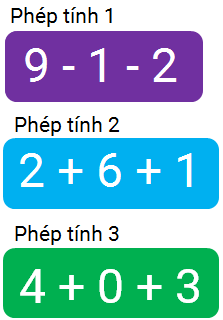 Phép tính 1
9 - 1 - 2
Phép tính 2
2 + 6 + 1
Phép tính 3
4 + 0 + 3